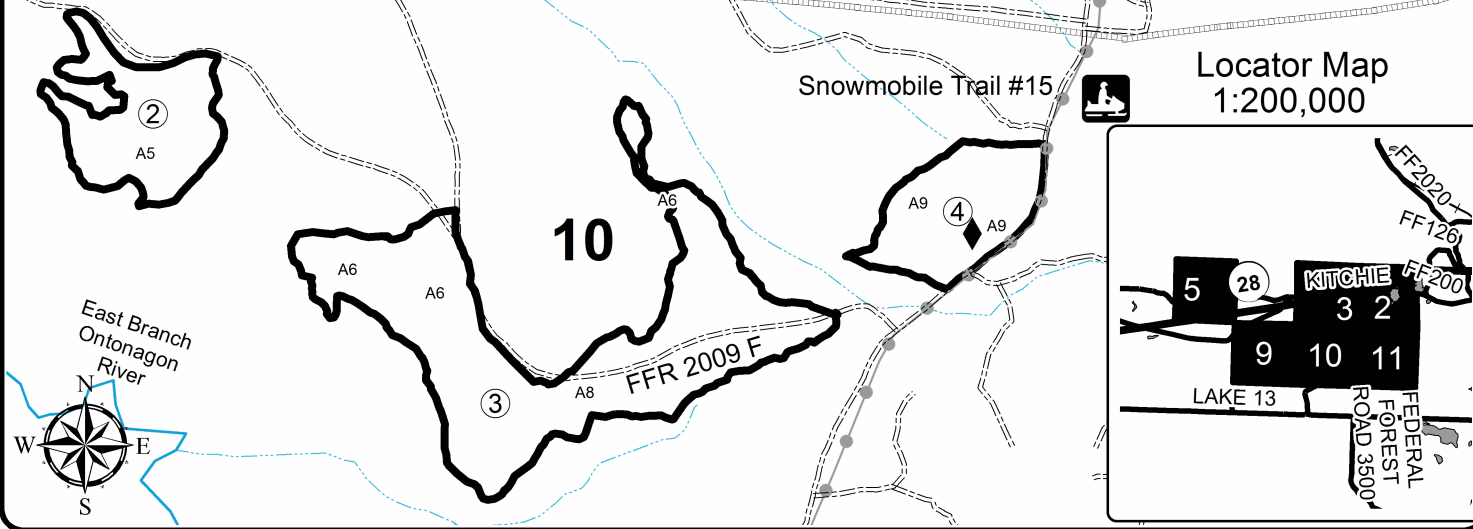 Snowmobile Trail #15
Locator Map
1:200,000
2
A5
10
A6
A6
A6
A9
4
A9
East Branch
Ontonagon
River
3
A8
FFR 2009 F
N
W
E
S
FF2020
FF126
FF200
5
28
KITCHIE
3
2
9
10
11
LAKE 13
ROAD 3500
FOREST
FEDERAL